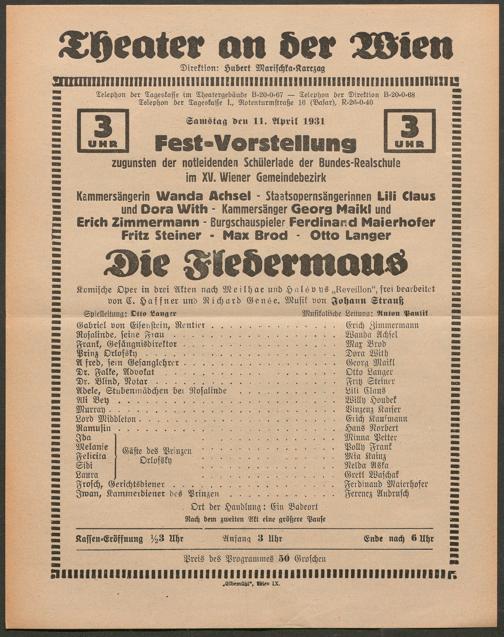 Theater an der Wien
Direktion: Hubert Marischka-Karczag
Telephon der Tageskasse im Theatergebäude B-20-0-67 — Telephon der Direktion B-20-0-68
Telephon der Tageskasse I., Rotenturmstraße 16 (Basar), R-26-0-40
Samstag den 11. April 1931
3 UHR
3 UHR
Fest-Vorstellung
zugunsten der notleidenden Schülerlade der Bundes-Realschule
im XV. Wiener Gemeindebezirk
Kammersängerin Wanda Achsel - Staatsopernsängerinnen Lili Claus
und Dora With - Kammersänger Georg Maikl und
Erich Zimmermann - Burgschauspieler Ferdinand Maierhofer
Fritz Steiner - Max Brod - Otto Langer
Die Fledermaus
Komische Oper in drei Akten nach Meilhac und Halévys „Reveillon“, frei bearbeitet
von C. Haffner und Richard Genée. Musik von Johann Strauß
Spielleitung: Otto Langer Musikalische Leitung: Anton Paulik
Gabriel von Eisenstein, Rentier Erich Zimmermann
Rosalinde, seine Frau Wanda Achsel
Frank, Gefängnisdirektor Max Brod
Prinz Orlofsky Dora With
Alfred, sein Gesanglehrer Georg Maikl
Dr. Falke, Advokat Otto Langer
Dr. Blind, Notar Fritz Steiner
Adele, Stubenmädchen bei Rosalinde Lili Claus
Ali Bey Willy Houdek
Murray Vinzenz Kaiser
Lord Middleton Erich Kaufmann
Ramusin Hans Norbert
Ida Minna Petter
Melanie Polly Frank
Felicita Mia Kainz
Sidi Nelda Aska
Laura Gretl Waschak
Gäste des Prinzen
Orlofsky
Frosch, Gerichtsdiener Ferdinand Maierhofer
Iwan, Kammerdiener des Prinzen Ferencz Andrusch
Ort der Handlung: Ein Badeort
Nach dem zweiten Akt eine größere Pause
Kassen-Eröffnung ½3 Uhr Anfang 3 Uhr Ende nach 6 Uhr
Preis des Programmes 50 Groschen
„Elbemühl“, Wien IX.